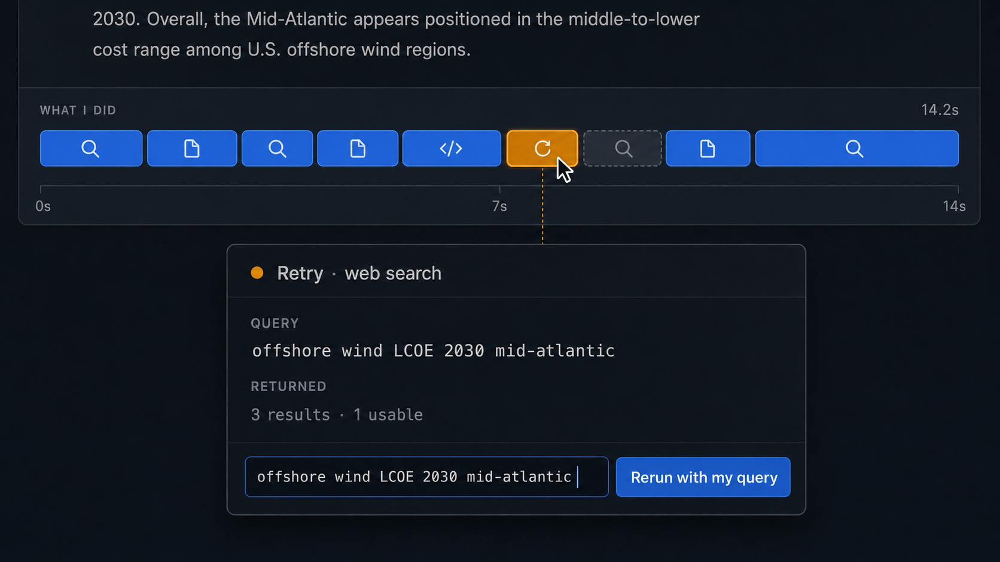 2030. Overall, the Mid-Atlantic appears positioned in the middle-to-lower
cost range among U.S. offshore wind regions.
WHAT I DID
14.2s
</>
0s
7s
14s
Retry · web search
QUERY
offshore wind LCOE 2030 mid-atlantic
RETURNED
3 results · 1 usable
offshore wind LCOE 2030 mid-atlantic
Rerun with my query